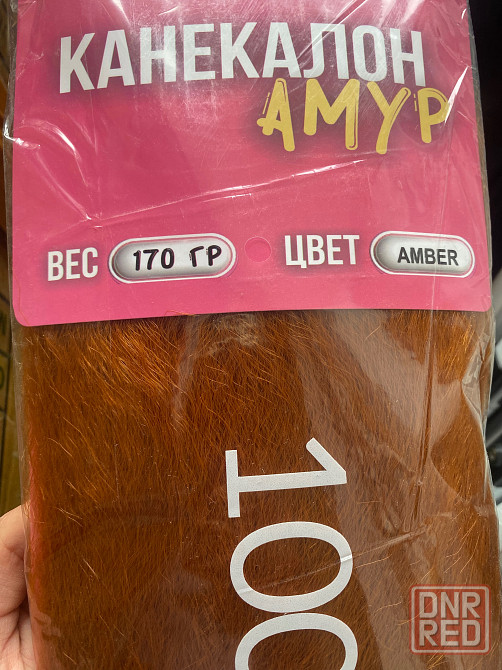 КАНЕКАЛОН
АМУР
ВЕС 170 ГР ЦВЕТ AMBER
100
DNR
RED